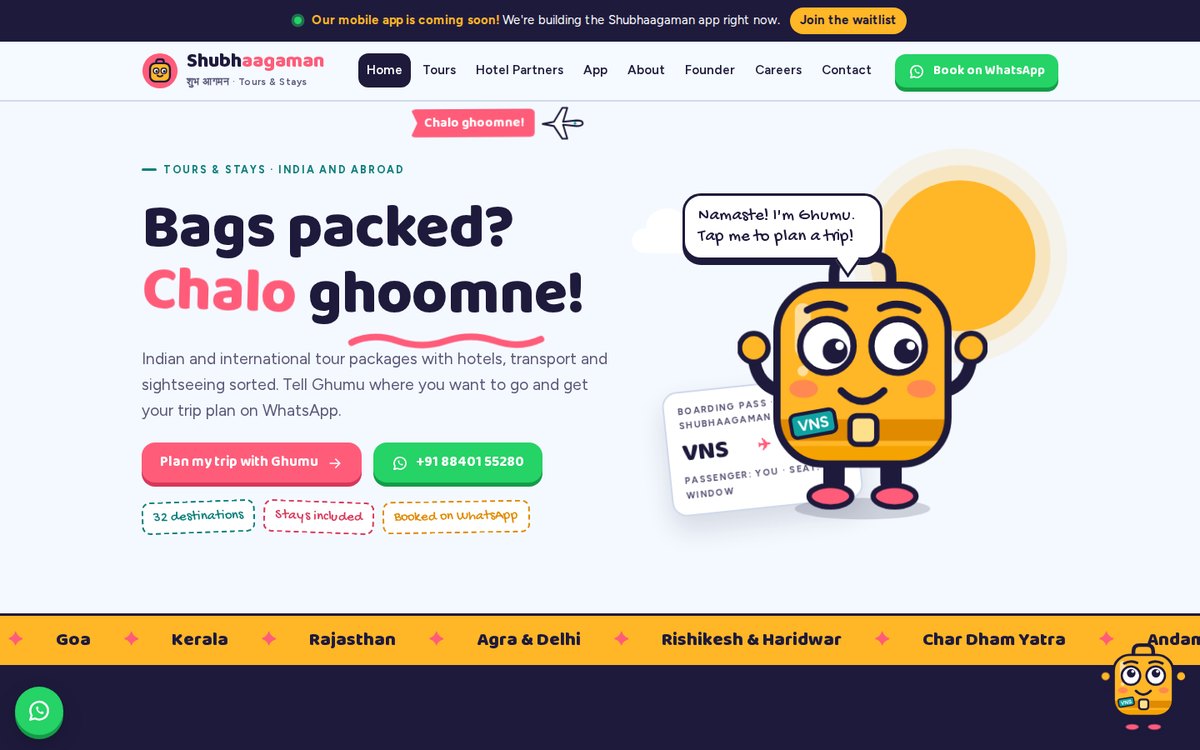 Our mobile app is coming soon! We're building the Shubhaagaman app right now. Join the waitlist
Shubhaagaman
शुभ आगमन · Tours & Stays
Home Tours Hotel Partners App About Founder Careers Contact Book on WhatsApp
Chalo ghoomne!
TOURS & STAYS · INDIA AND ABROAD
Bags packed?
Chalo ghoomne!
Indian and international tour packages with hotels, transport and
sightseeing sorted. Tell Ghumu where you want to go and get
your trip plan on WhatsApp.
Plan my trip with Ghumu → +91 88401 55280
32 destinations Stays included Booked on WhatsApp
Namaste! I'm Ghumu.
Tap me to plan a trip!
BOARDING PASS ·
SHUBHAAGAMAN
VNS
PASSENGER: YOU · SEAT:
WINDOW
VNS
Goa Kerala Rajasthan Agra & Delhi Rishikesh & Haridwar Char Dham Yatra
VNS